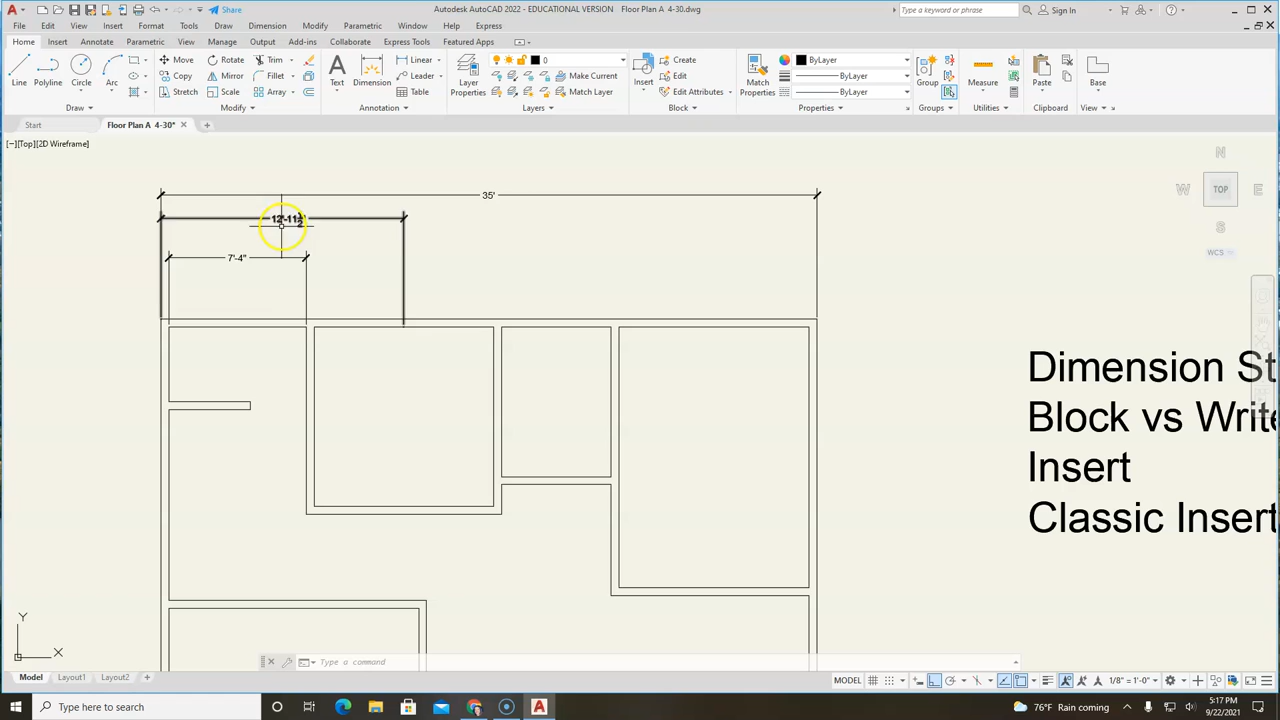 Share
Autodesk AutoCAD 2022 - EDUCATIONAL VERSION Floor Plan A 4-30.dwg
Type a keyword or phrase
Sign In
File Edit View Insert Format Tools Draw Dimension Modify Parametric Window Help Express
Home Insert Annotate Parametric View Manage Output Add-ins Collaborate Express Tools Featured Apps
Line Polyline Circle Arc
Move Rotate Trim
Copy Mirror Fillet
Stretch Scale Array
Text Dimension
Linear
Leader
Table
Layer Properties
0
Make Current
Match Layer
Insert
Create
Edit
Edit Attributes
Match Properties
ByLayer
ByLayer
ByLayer
Group
Measure
Paste
Base
Draw Modify Annotation Layers Block Properties Groups Utilities Clipboard View
Start Floor Plan A 4-30*
[−][Top][2D Wireframe]
N
W TOP E
S
WCS
35'
12'-11½
7'-4"
Dimension St
Block vs Write
Insert
Classic Insert
Y
X
Type a command
Model Layout1 Layout2
MODEL
1/8" = 1'-0"
Type here to search
76°F Rain coming
5:17 PM
9/22/2021